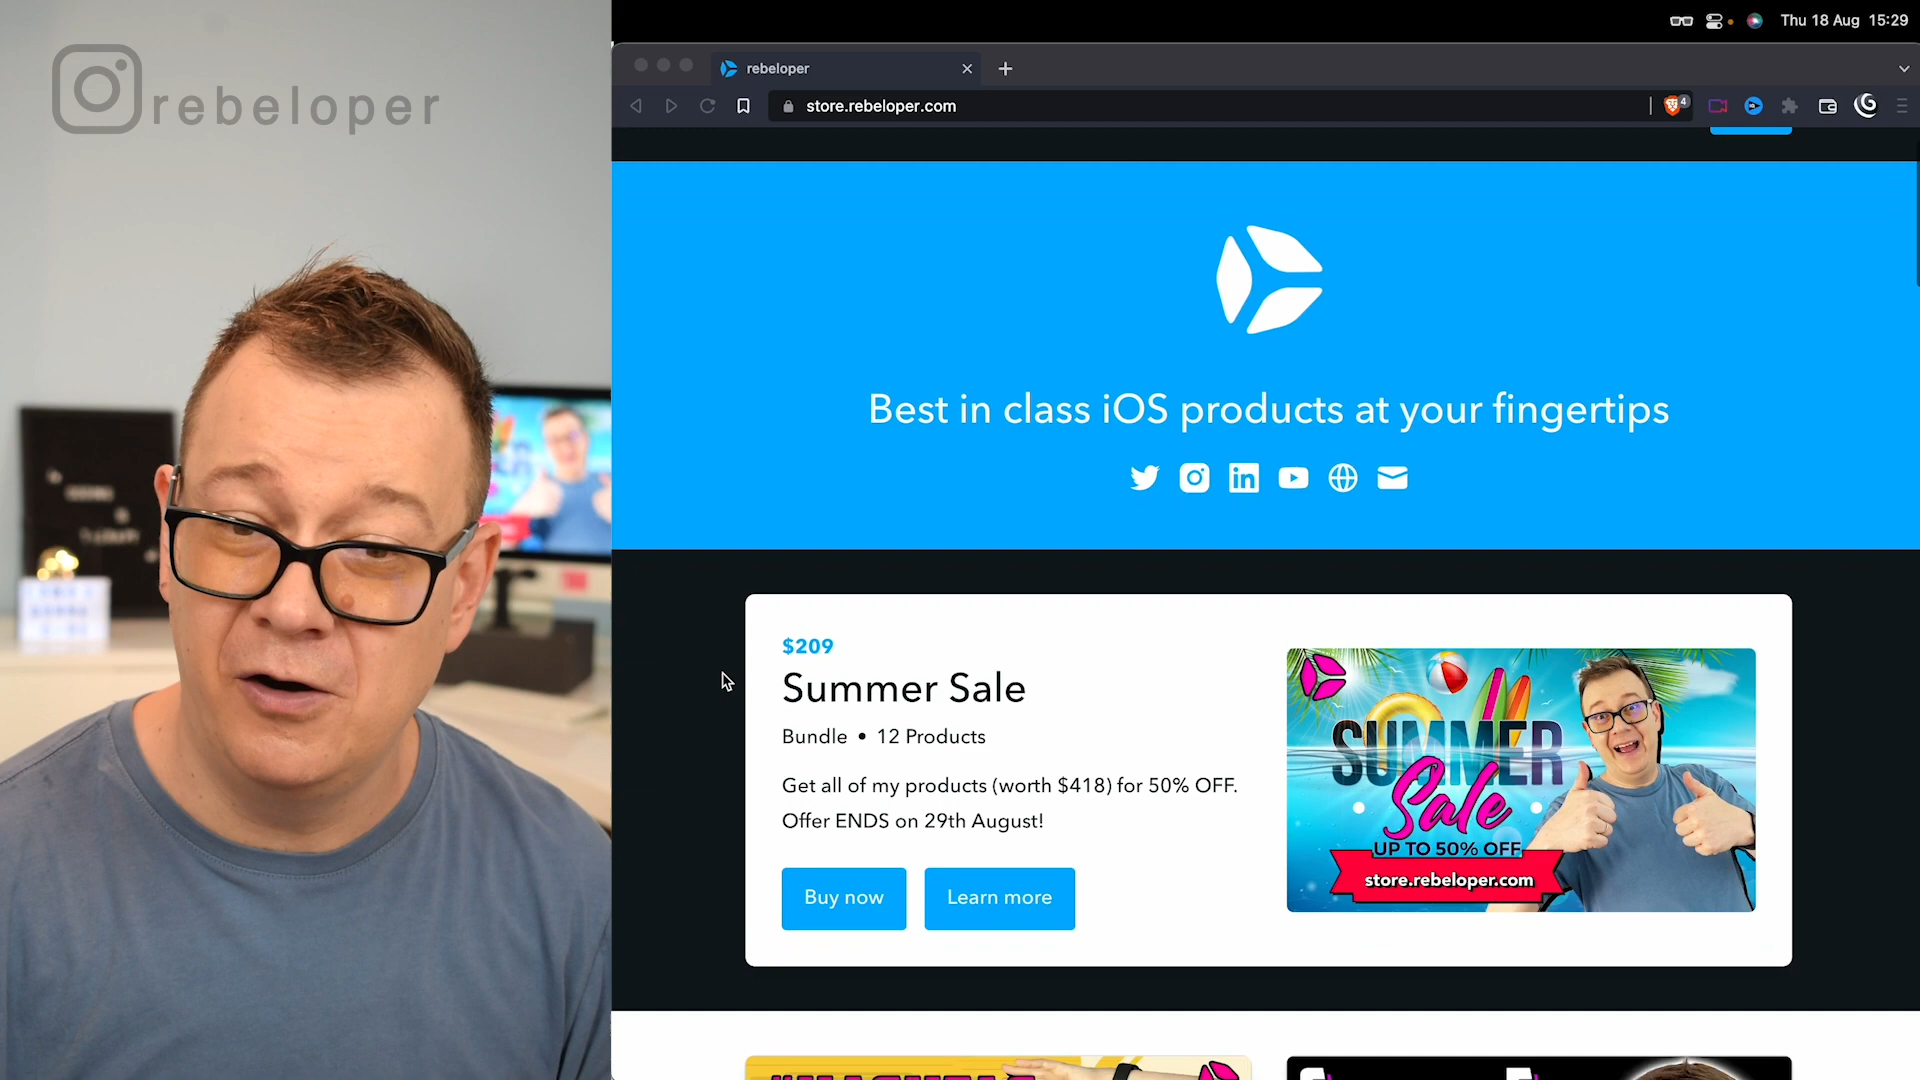 rebeloper
Thu 18 Aug 15:29
rebeloper
store.rebeloper.com
4
Best in class iOS products at your fingertips
$209
Summer Sale
Bundle • 12 Products
Get all of my products (worth $418) for 50% OFF.
Offer ENDS on 29th August!
Buy now
Learn more
SUMMER
Sale
UP TO 50% OFF
store.rebeloper.com